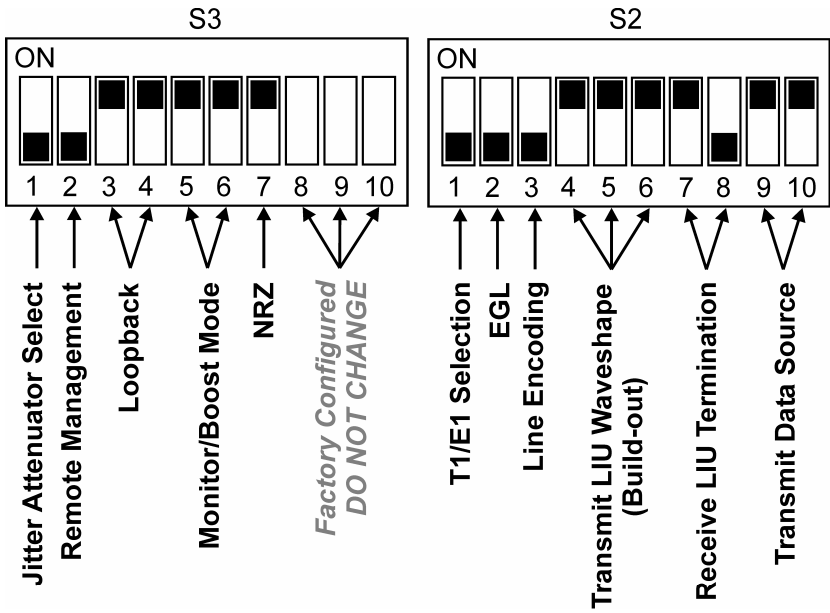 S3
ON
1 2 3 4 5 6 7 8 9 10
Jitter Attenuator Select
Remote Management
Loopback
Monitor/Boost Mode
NRZ
Factory Configured
DO NOT CHANGE
S2
ON
1 2 3 4 5 6 7 8 9 10
T1/E1 Selection
EGL
Line Encoding
Transmit LIU Waveshape
(Build-out)
Receive LIU Termination
Transmit Data Source